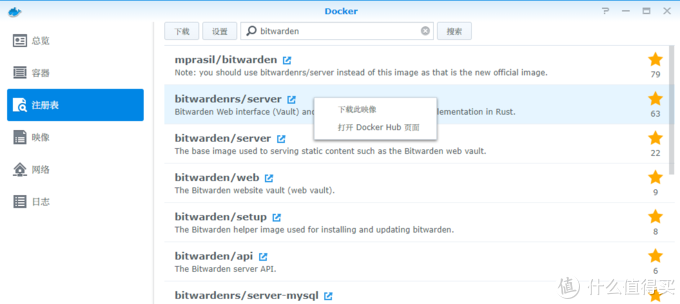 Docker
下载
设置
bitwarden
搜索
总览
容器
注册表
映像
网络
日志
mprasil/bitwarden
Note: you should use bitwardenrs/server instead of this image as that is the new official image.
79
bitwardenrs/server
Bitwarden Web interface (Vault) and
lementation in Rust.
63
下载此映像
打开 Docker Hub 页面
bitwarden/server
The base image used to serving static content such as the Bitwarden web vault.
22
bitwarden/web
The Bitwarden website vault (web vault).
9
bitwarden/setup
The Bitwarden helper image used for installing and updating bitwarden.
8
bitwarden/api
The Bitwarden server API.
6
bitwardenrs/server-mysql
值 什么值得买